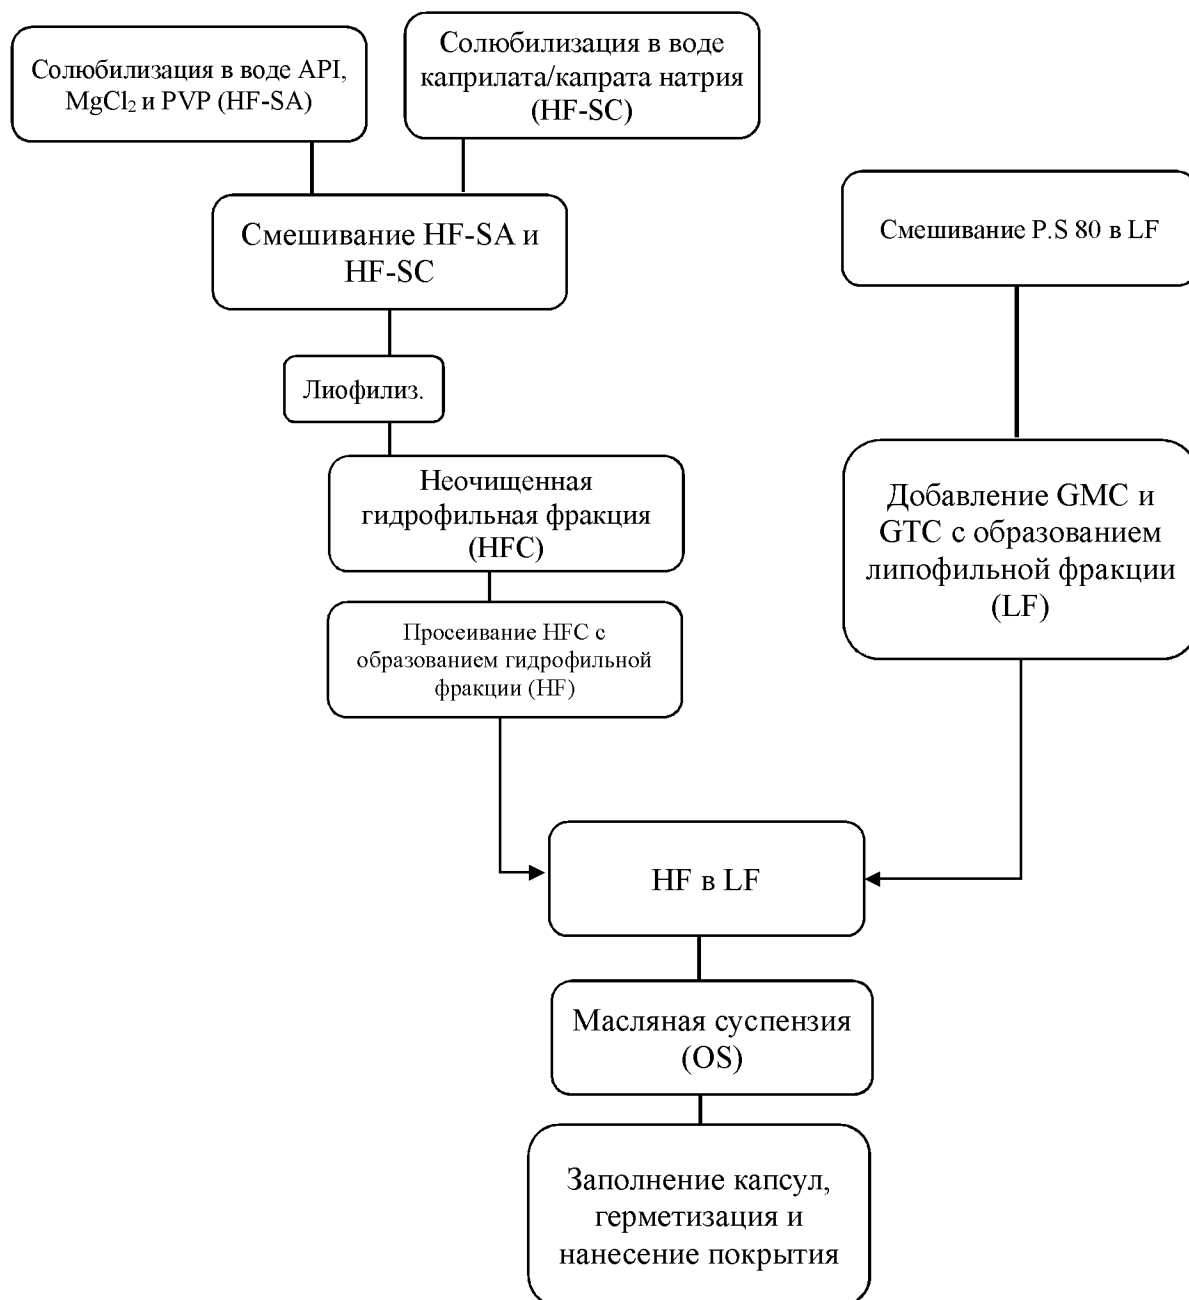 Солюбилизация в воде API,
MgCl₂ и PVP (HF-SA)
Солюбилизация в воде
каприлата/капрата натрия
(HF-SC)
Смешивание HF-SA и
HF-SC
Смешивание P.S 80 в LF
Лиофилиз.
Неочищенная
гидрофильная фракция
(HFC)
Добавление GMC и
GTC с образованием
липофильной фракции
(LF)
Просеивание HFC с
образованием гидрофильной
фракции (HF)
HF в LF
Масляная суспензия
(OS)
Заполнение капсул,
герметизация и
нанесение покрытия